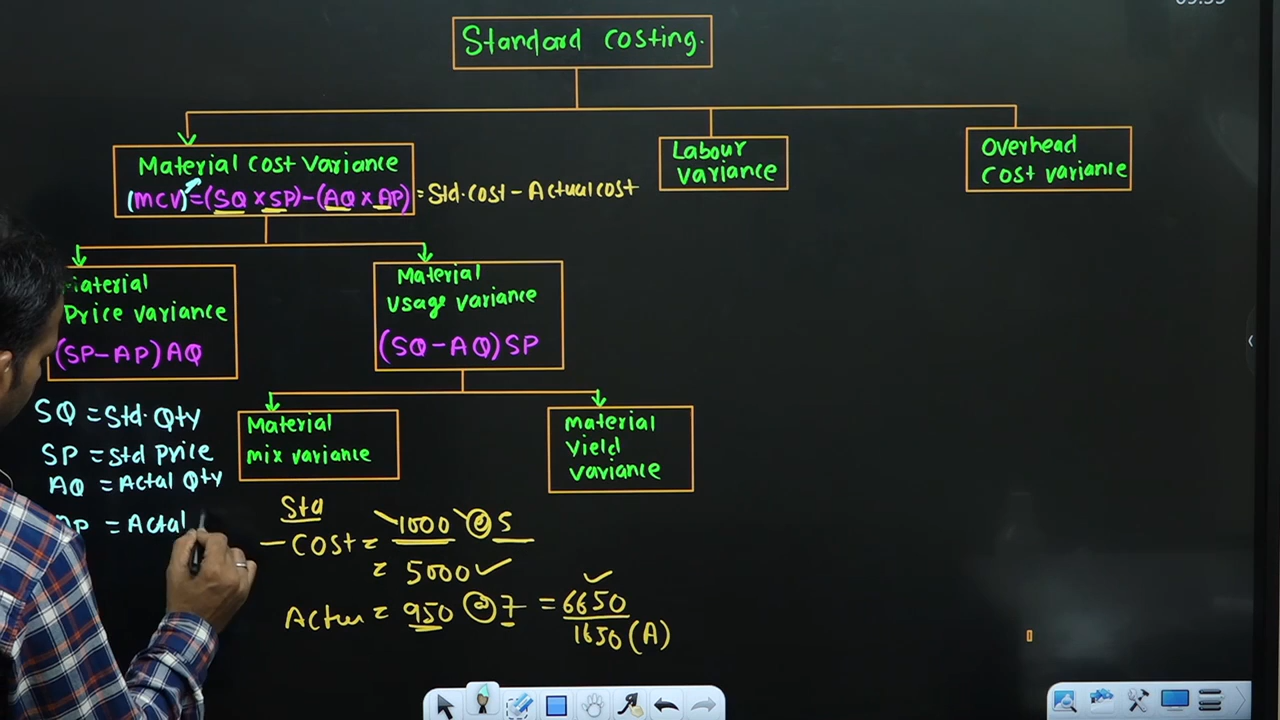 Standard costing.
Material Cost Variance
(MCV) = (SQ x SP) - (AQ x AP) = Std. cost - Actual cost
Labour
variance
Overhead
Cost variance
Material
Price variance
(SP-AP) AQ
Material
Usage variance
(SQ-AQ) SP
Material
mix variance
Material
Yield
variance
SQ = Std. Qty
SP = Std Price
AQ = Actal Qty
AP = Actal
Std
Cost = 1000 @ 5
= 5000 ✓
= 950 @ 7 = 6650
1650 (A)